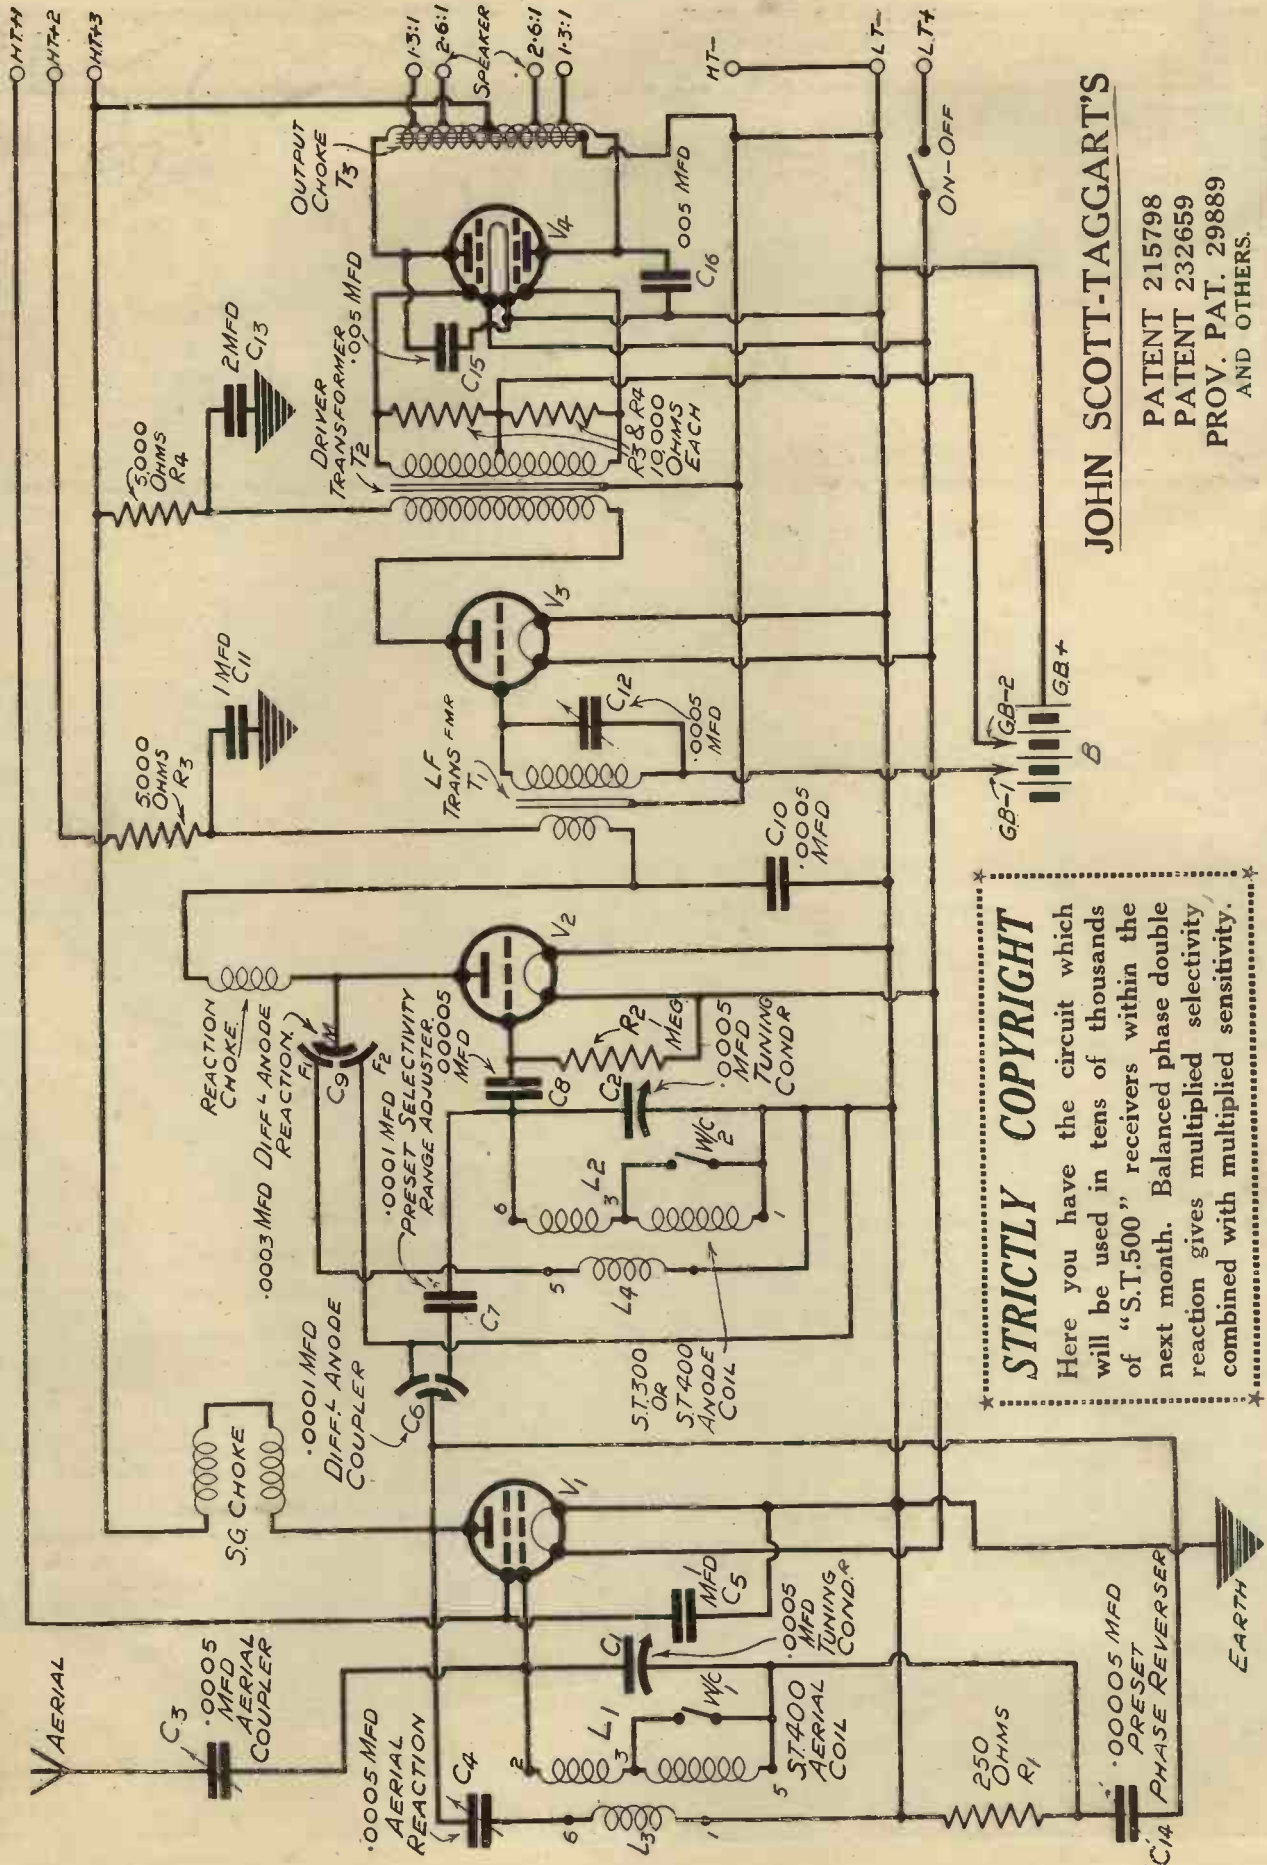 AERIAL
C3
.0005
MFD
AERIAL
COUPLER
.0005 MFD
AERIAL
REACTION
C4
6
L3
1
2
L1
3
W/C
1
5
S.T.400
AERIAL
COIL
250
OHMS
R1
.00005 MFD
PRESET
PHASE REVERSER
C14
EARTH
C1
.0005
MFD
TUNING
COND.R
1
MFD
C5
V1
S.G. CHOKE
.0001 MFD
DIFF.L ANODE
COUPLER
C6
C7
.0001 MFD
PRESET SELECTIVITY
RANGE ADJUSTER
.0003 MFD DIFF.L ANODE
REACTION.
REACTION
CHOKE
F1
M
C9
F2
.00005
MFD
C8
5
L4
6
L2
3
1
W/C
2
S.T.300
OR
S.T.400
ANODE
COIL
C2
.0005
MFD
TUNING
COND.R
R2
1
MEG
V2
C10
.0005
MFD
5000
OHMS
R3
1 MFD
C11
LF
TRANSFMR
T1
C12
.0005
MFD
V3
5,000
OHMS
R4
2MFD
C13
DRIVER
TRANSFORMER
T2
.005 MFD
C15
R3 & R4
10,000
OHMS
EACH
V4
C16
.005 MFD
OUTPUT
CHOKE
T3
HT+1
HT+2
HT+3
1·3:1
2·6:1
SPEAKER
2·6:1
1·3:1
HT-
LT-
LT+
ON-OFF
GB-1
GB-2
G.B.+
B
STRICTLY COPYRIGHT
Here you have the circuit which
will be used in tens of thousands
of "S.T.500" receivers within the
next month. Balanced phase double
reaction gives multiplied selectivity,
combined with multiplied sensitivity.
JOHN SCOTT-TAGGART'S
PATENT 215798
PATENT 232659
PROV. PAT. 29889
AND OTHERS.